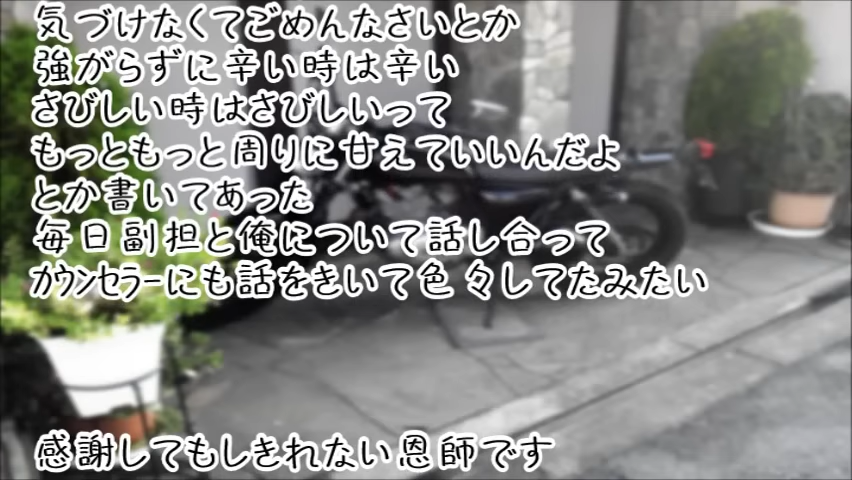 気づけなくてごめんなさいとか
強がらずに辛い時は辛い
さびしい時はさびしいって
もっともっと周りに甘えていいんだよ
とか書いてあった
毎日副担と俺について話し合って
ｶｳﾝｾﾗｰにも話をきいて色々してたみたい
感謝してもしきれない恩師です